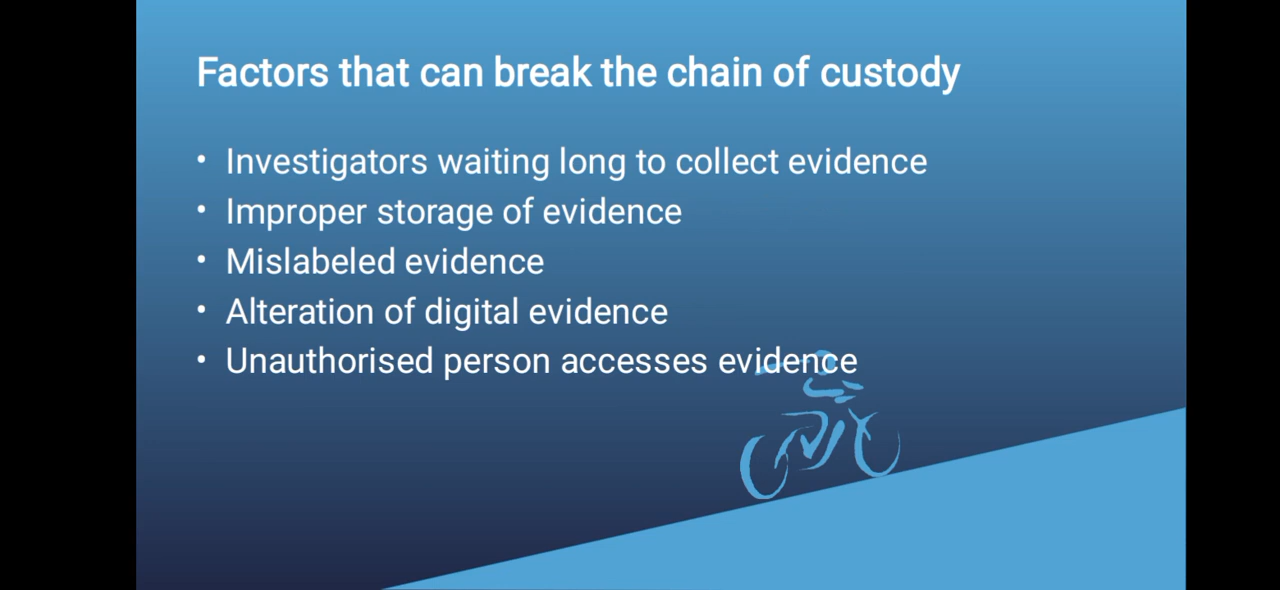 Factors that can break the chain of custody
• Investigators waiting long to collect evidence
• Improper storage of evidence
• Mislabeled evidence
• Alteration of digital evidence
• Unauthorised person accesses evidence